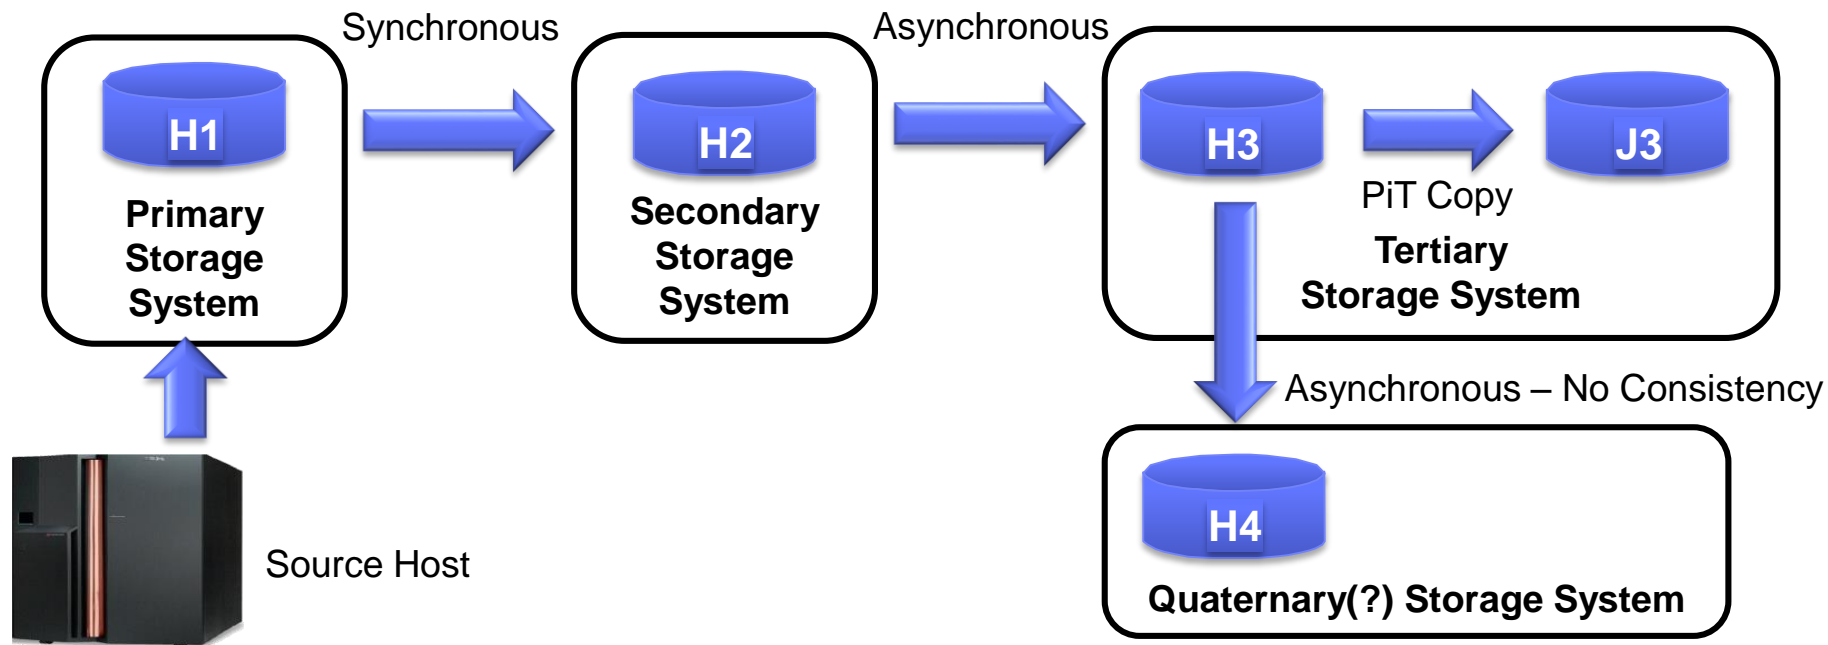 Synchronous
Asynchronous
H1
H2
H3
J3
PiT Copy
Primary
Storage
System
Secondary
Storage
System
Tertiary
Storage System
Asynchronous – No Consistency
H4
Quaternary(?) Storage System
Source Host